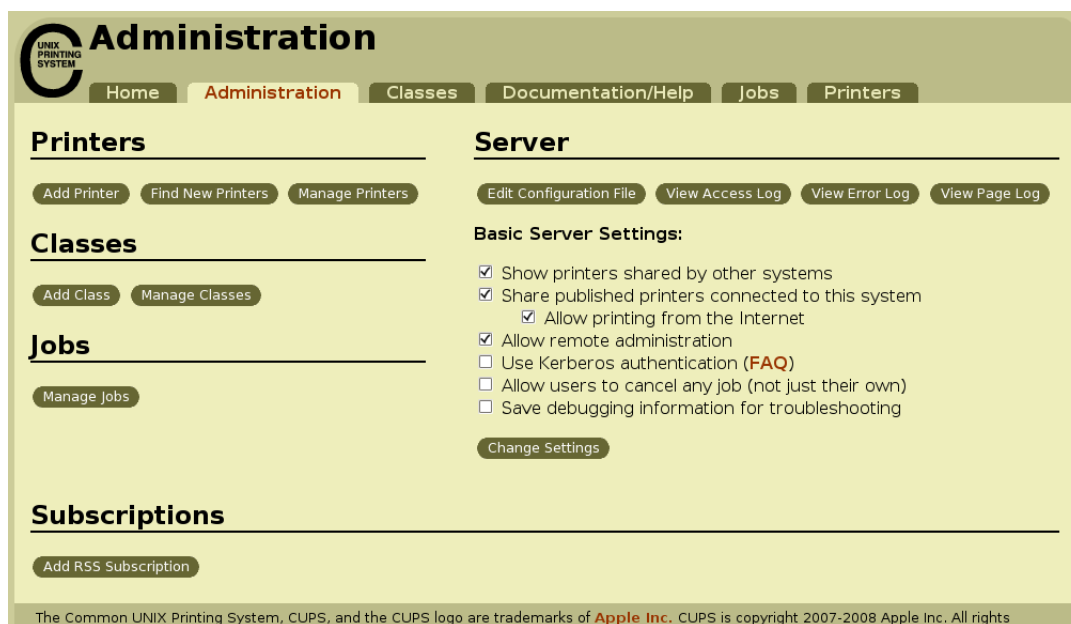 UNIX
PRINTING
SYSTEM
Administration
Home Administration Classes Documentation/Help Jobs Printers
Printers
Add Printer Find New Printers Manage Printers
Classes
Add Class Manage Classes
Jobs
Manage Jobs
Server
Edit Configuration File View Access Log View Error Log View Page Log
Basic Server Settings:
Show printers shared by other systems
Share published printers connected to this system
Allow printing from the Internet
Allow remote administration
Use Kerberos authentication (FAQ)
Allow users to cancel any job (not just their own)
Save debugging information for troubleshooting
Change Settings
Subscriptions
Add RSS Subscription
The Common UNIX Printing System, CUPS, and the CUPS logo are trademarks of Apple Inc. CUPS is copyright 2007-2008 Apple Inc. All rights